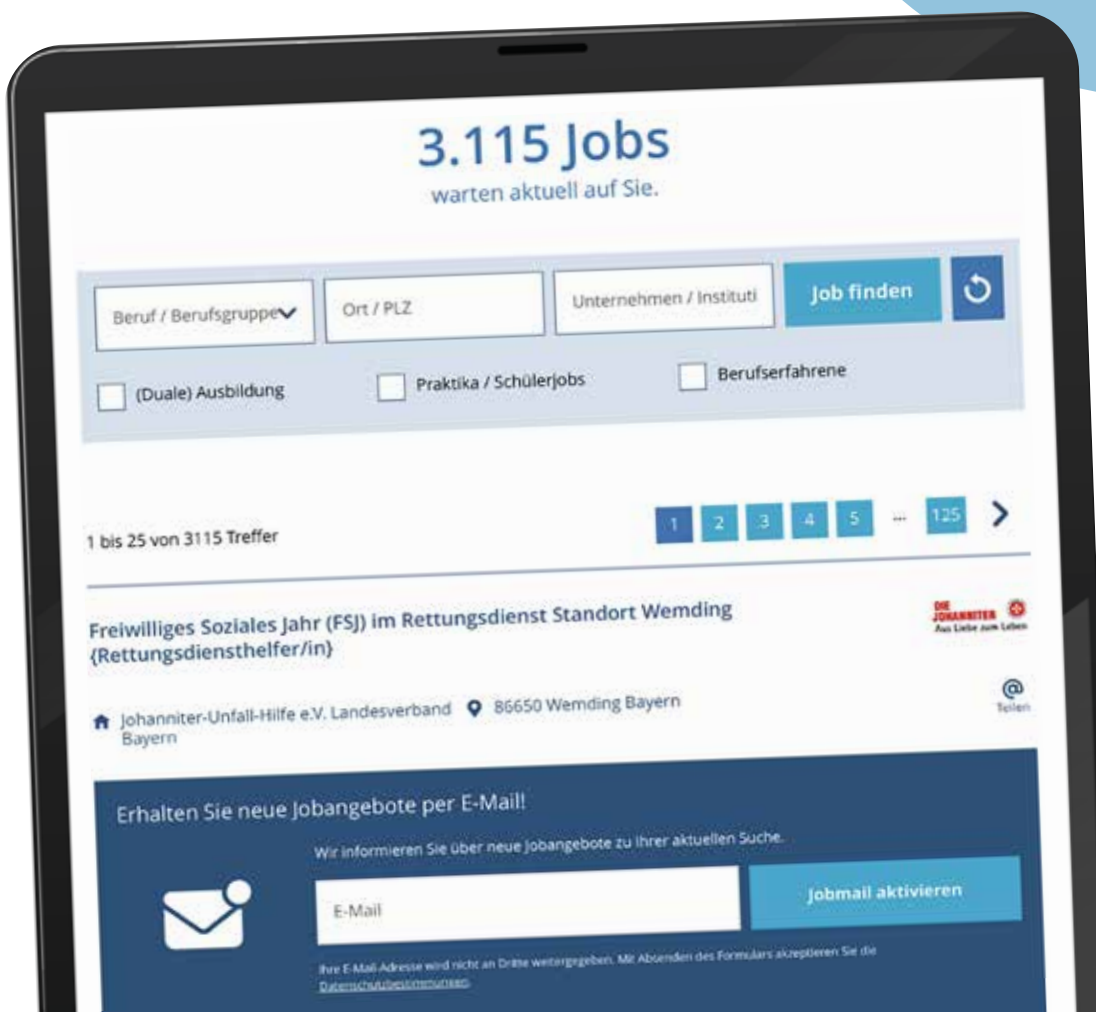 3.115 Jobs
warten aktuell auf Sie.
Beruf / Berufsgruppe
Ort / PLZ
Unternehmen / Instituti
Job finden
(Duale) Ausbildung
Praktika / Schülerjobs
Berufserfahrene
1 bis 25 von 3115 Treffer
1 2 3 4 5 ... 125
Freiwilliges Soziales Jahr (FSJ) im Rettungsdienst Standort Wemding
{Rettungsdiensthelfer/in}
DIE
JOHANNITER
Aus Liebe zum Leben
Johanniter-Unfall-Hilfe e.V. Landesverband
Bayern
86650 Wemding Bayern
@
Teilen
Erhalten Sie neue Jobangebote per E-Mail!
Wir informieren Sie über neue Jobangebote zu Ihrer aktuellen Suche.
E-Mail
Jobmail aktivieren
Ihre E-Mail-Adresse wird nicht an Dritte weitergegeben. Mit Absenden des Formulars akzeptieren Sie die
Datenschutzbestimmungen.